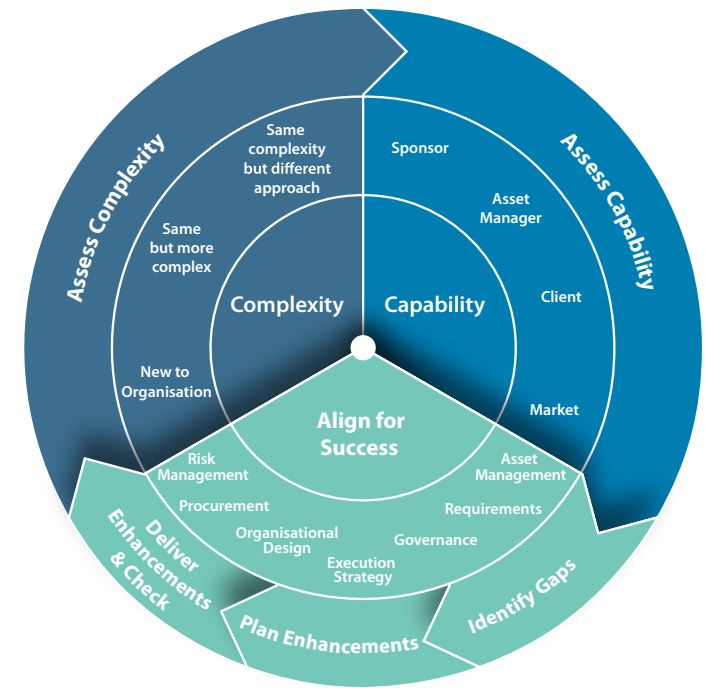 Assess Complexity
Same
complexity
but different
approach
Same
but more
complex
New to
Organisation
Complexity
Assess Capability
Sponsor
Asset
Manager
Client
Market
Capability
Align for
Success
Asset
Management
Requirements
Governance
Execution
Strategy
Organisational
Design
Procurement
Risk
Management
Identify Gaps
Plan Enhancements
Deliver
Enhancements
& Check